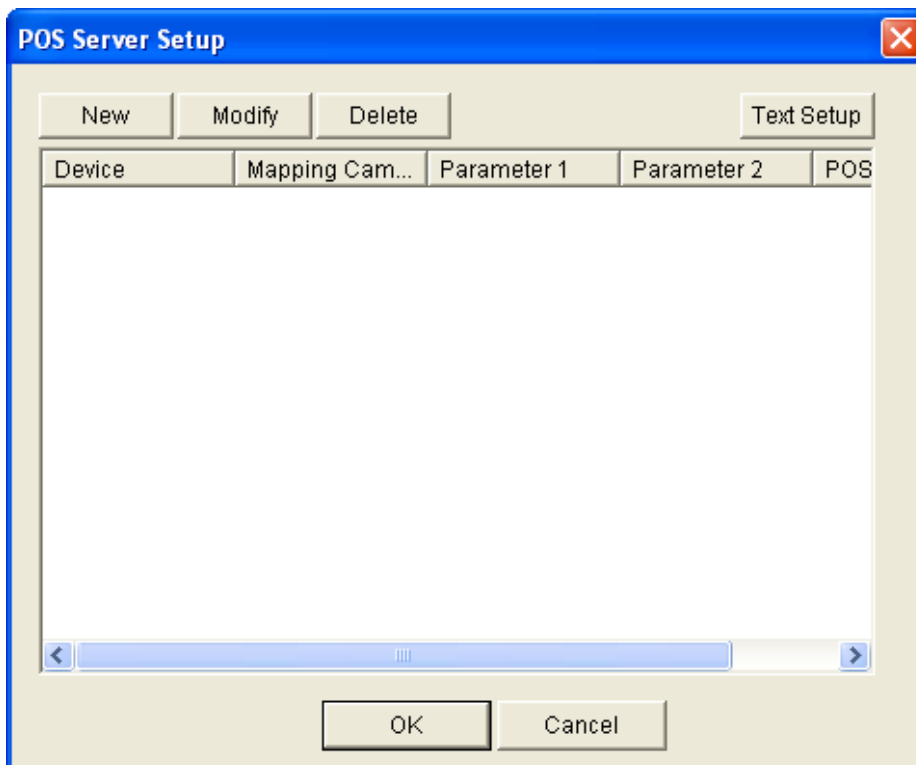 POS Server Setup
New Modify Delete Text Setup
Device Mapping Cam... Parameter 1 Parameter 2 POS
OK Cancel